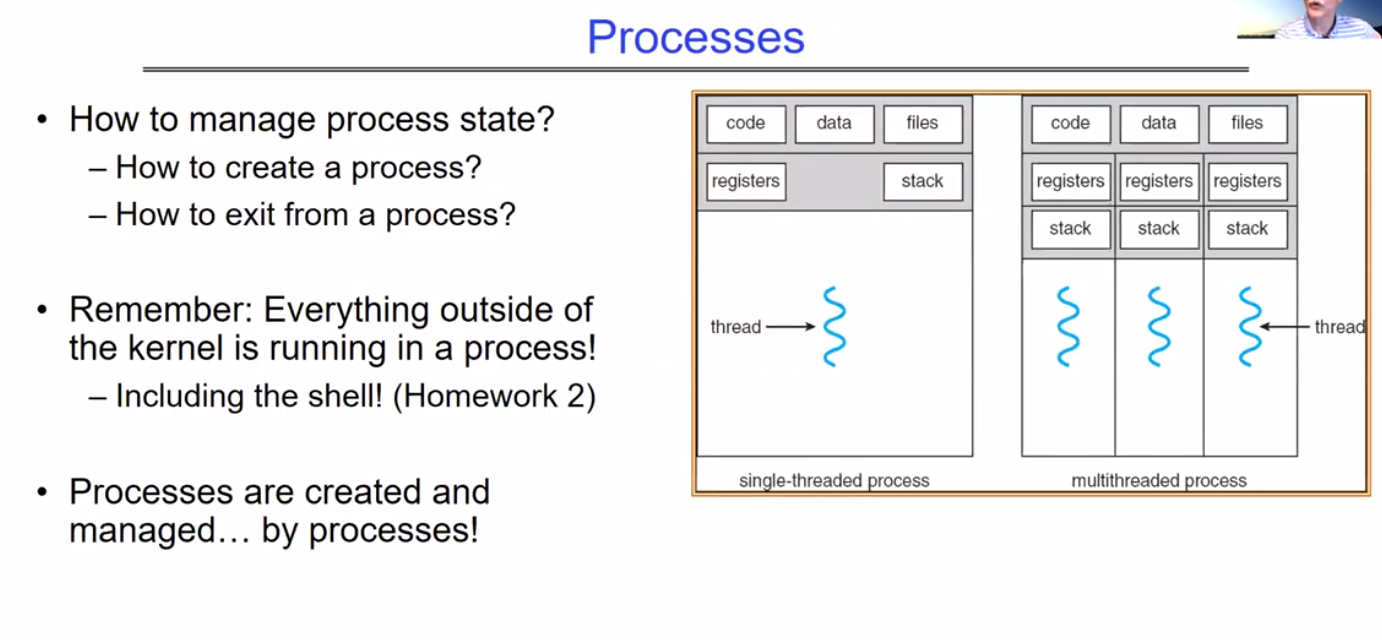 Processes
• How to manage process state?
– How to create a process?
– How to exit from a process?
• Remember: Everything outside of
the kernel is running in a process!
– Including the shell! (Homework 2)
• Processes are created and
managed… by processes!
code data files
registers stack
thread
single-threaded process
code data files
registers registers registers
stack stack stack
thread
multithreaded process